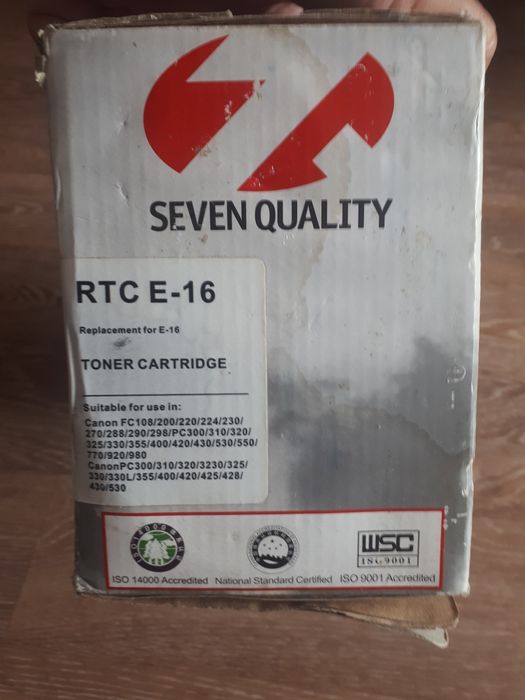 SEVEN QUALITY
RTC E-16
Replacement for E-16
TONER CARTRIDGE
Suitable for use in:
Canon FC108/200/220/224/230/
270/288/290/298/PC300/310/320/
325/330/355/400/420/430/530/550/
770/920/980
CanonPC300/310/320/3230/325/
330/330L/355/400/420/425/428/
430/530
WSC
ISO9001
ISO 14000 Accredited National Standard Certified ISO 9001 Accredited